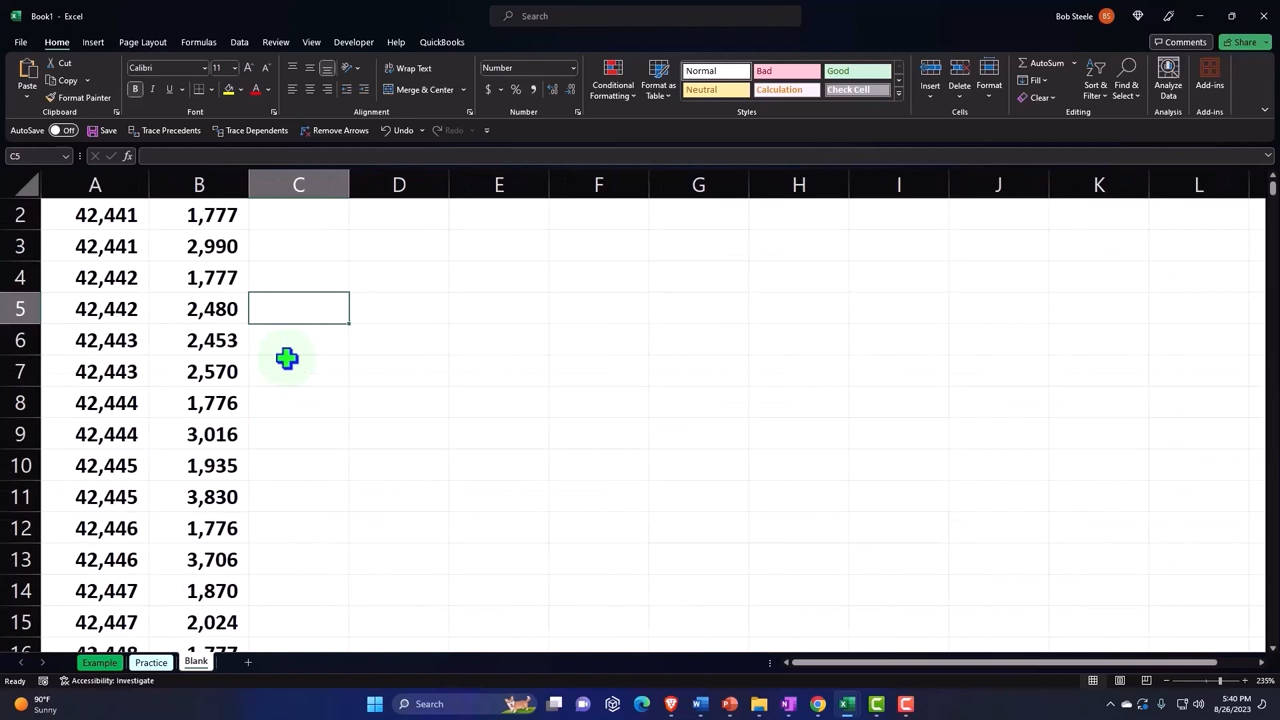 Book1 - Excel
Search
Bob Steele BS
File Home Insert Page Layout Formulas Data Review View Developer Help QuickBooks
Comments Share
Paste
Cut
Copy
Format Painter
Calibri 11
B I U
Wrap Text
Merge & Center
Number
$ % 9
Conditional Formatting
Format as Table
Normal Bad Good
Neutral Calculation Check Cell
Insert Delete Format
AutoSum
Fill
Clear
Sort & Filter
Find & Select
Analyze Data
Add-ins
Clipboard Font Alignment Number Styles Cells Editing Analysis Add-ins
AutoSave Off Save Trace Precedents Trace Dependents Remove Arrows Undo Redo
C5 fx
A B C D E F G H I J K L
2 42,441 1,777
3 42,441 2,990
4 42,442 1,777
5 42,442 2,480
6 42,443 2,453
7 42,443 2,570
8 42,444 1,776
9 42,444 3,016
10 42,445 1,935
11 42,445 3,830
12 42,446 1,776
13 42,446 3,706
14 42,447 1,870
15 42,447 2,024
16 42,448 1,777
Example Practice Blank
Ready Accessibility: Investigate 235%
90°F
Sunny
Search
5:40 PM
8/26/2023